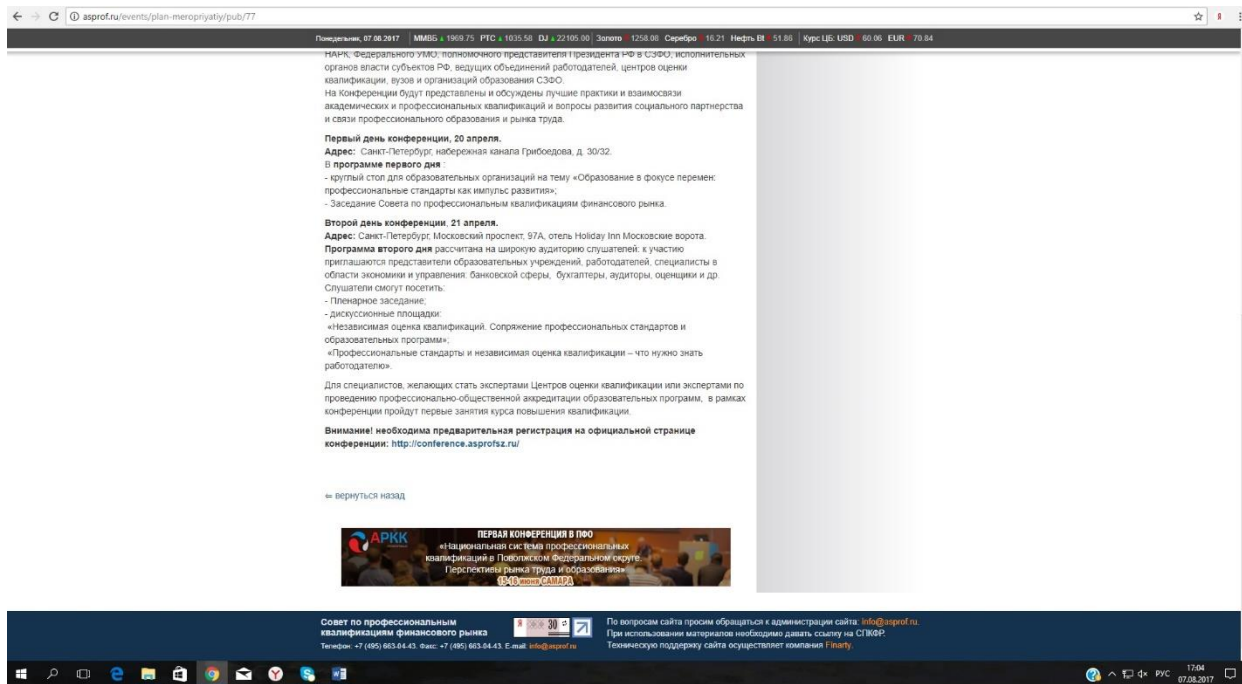 asprof.ru/events/plan-meropriyatiy/pub/77
Понедельник, 07.08.2017 ММВБ 1969.75 РТС 1035.58 DJ 22105.00 Золото 1258.08 Серебро 16.21 Нефть Bt 51.86 Курс ЦБ: USD 60.06 EUR 70.84
НАРК, Федерального УМО, полномочного представителя Президента РФ в СЗФО, исполнительных
органов власти субъектов РФ, ведущих объединений работодателей, центров оценки
квалификации, вузов и организаций образования СЗФО.
На Конференции будут представлены и обсуждены лучшие практики и взаимосвязи
академических и профессиональных квалификаций и вопросы развития социального партнерства
и связи профессионального образования и рынка труда.
Первый день конференции, 20 апреля.
Адрес: Санкт-Петербург, набережная канала Грибоедова, д. 30/32.
В программе первого дня :
- круглый стол для образовательных организаций на тему «Образование в фокусе перемен:
профессиональные стандарты как импульс развития»;
- Заседание Совета по профессиональным квалификациям финансового рынка.
Второй день конференции, 21 апреля.
Адрес: Санкт-Петербург, Московский проспект, 97А, отель Holiday Inn Московские ворота.
Программа второго дня рассчитана на широкую аудиторию слушателей: к участию
приглашаются представители образовательных учреждений, работодателей, специалисты в
области экономики и управления: банковской сферы, бухгалтеры, аудиторы, оценщики и др.
Слушатели смогут посетить:
- Пленарное заседание;
- дискуссионные площадки:
«Независимая оценка квалификаций. Сопряжение профессиональных стандартов и
образовательных программ»;
«Профессиональные стандарты и независимая оценка квалификации – что нужно знать
работодателю».
Для специалистов, желающих стать экспертами Центров оценки квалификации или экспертами по
проведению профессионально-общественной аккредитации образовательных программ, в рамках
конференции пройдут первые занятия курса повышения квалификации.
Внимание! необходима предварительная регистрация на официальной странице
конференции: http://conference.asprofsz.ru/
⇐ вернуться назад
АРКК
ПЕРВАЯ КОНФЕРЕНЦИЯ В ПФО
«Национальная система профессиональных
квалификаций в Поволжском Федеральном округе.
Перспективы рынка труда и образования»
15-16 июня САМАРА
Совет по профессиональным
квалификациям финансового рынка
Телефон: +7 (495) 663-04-43. Факс: +7 (495) 663-04-43. E-mail: info@asprof.ru
Я 30
По вопросам сайта просим обращаться к администрации сайта: info@asprof.ru.
При использовании материалов необходимо давать ссылку на СПКФР.
Техническую поддержку сайта осуществляет компания Finarty.
РУС 17:04
07.08.2017